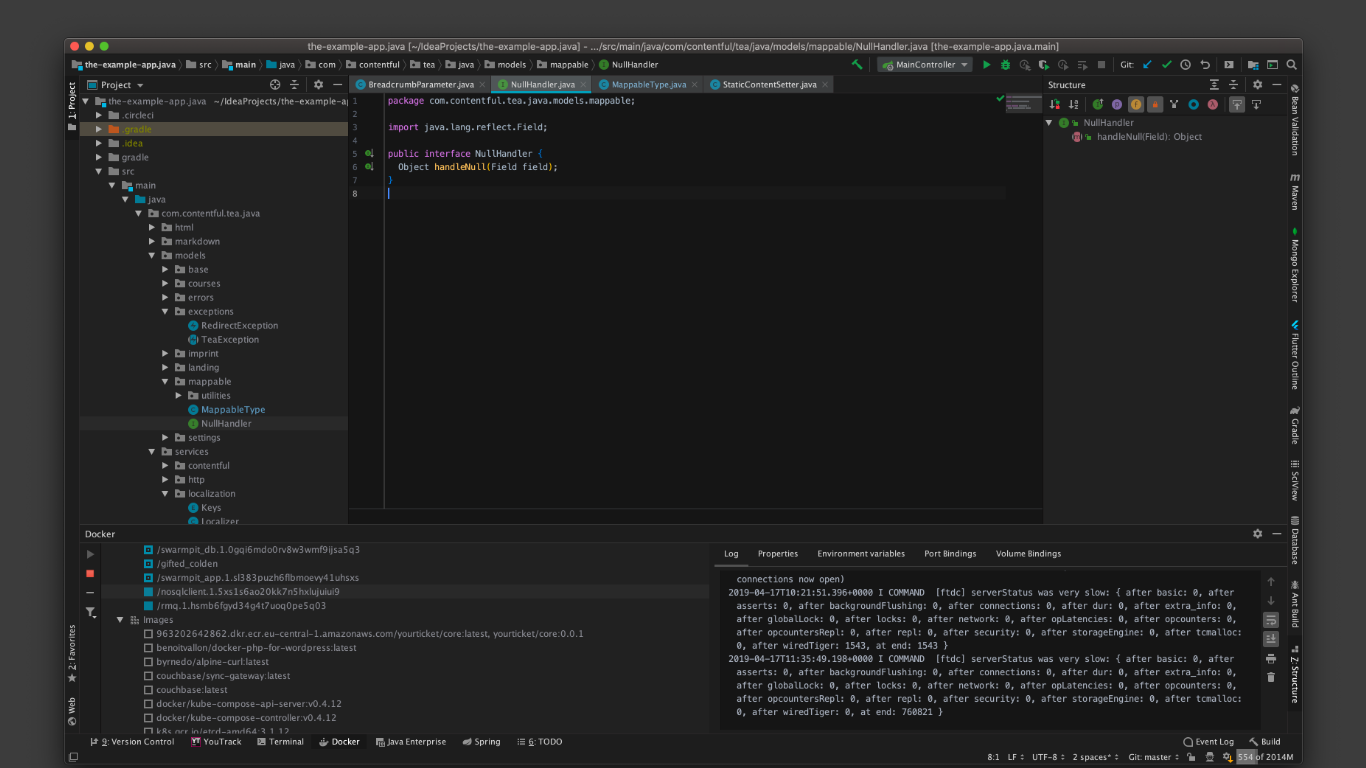 the-example-app.java [~/IdeaProjects/the-example-app.java] - .../src/main/java/com/contentful/tea/java/models/mappable/NullHandler.java [the-example-app.java.main]
the-example-app.java src main java com contentful tea java models mappable NullHandler
MainController
Git:
1: Project
Project
BreadcrumbParameter.java
NullHandler.java
MappableType.java
StaticContentSetter.java
Structure
the-example-app.java ~/IdeaProjects/the-example-a
.circleci
.gradle
.idea
gradle
src
main
java
com.contentful.tea.java
html
markdown
models
base
courses
errors
exceptions
RedirectException
TeaException
imprint
landing
mappable
utilities
MappableType
NullHandler
settings
services
contentful
http
localization
Keys
Localizer
1 package com.contentful.tea.java.models.mappable;
2
3 import java.lang.reflect.Field;
4
5 public interface NullHandler {
6 Object handleNull(Field field);
7 }
8
NullHandler
handleNull(Field): Object
Bean Validation
Maven
Mongo Explorer
Flutter Outline
Gradle
SciView
Database
Ant Build
Z: Structure
Docker
/swarmpit_db.1.0gqi6mdo0rv8w3wmf9ijsa5q3
/gifted_colden
/swarmpit_app.1.sl383puzh6flbmoevy41uhsxs
/nosqlclient.1.5xs1s6ao20kk7n5hxlujuiui9
/rmq.1.hsmb6fgyd34g4t7uoq0pe5q03
Images
963202642862.dkr.ecr.eu-central-1.amazonaws.com/yourticket/core:latest, yourticket/core:0.0.1
benoitvallon/docker-php-for-wordpress:latest
byrnedo/alpine-curl:latest
couchbase/sync-gateway:latest
couchbase:latest
docker/kube-compose-api-server:v0.4.12
docker/kube-compose-controller:v0.4.12
k8s.gcr.io/etcd-amd64:3.1.12
2: Favorites
Web
Log
Properties
Environment variables
Port Bindings
Volume Bindings
connections now open)
2019-04-17T10:21:51.396+0000 I COMMAND [ftdc] serverStatus was very slow: { after basic: 0, after
asserts: 0, after backgroundFlushing: 0, after connections: 0, after dur: 0, after extra_info: 0,
after globalLock: 0, after locks: 0, after network: 0, after opLatencies: 0, after opcounters: 0,
after opcountersRepl: 0, after repl: 0, after security: 0, after storageEngine: 0, after tcmalloc:
0, after wiredTiger: 1543, at end: 1543 }
2019-04-17T11:35:49.198+0000 I COMMAND [ftdc] serverStatus was very slow: { after basic: 0, after
asserts: 0, after backgroundFlushing: 0, after connections: 0, after dur: 0, after extra_info: 0,
after globalLock: 0, after locks: 0, after network: 0, after opLatencies: 0, after opcounters: 0,
after opcountersRepl: 0, after repl: 0, after security: 0, after storageEngine: 0, after tcmalloc:
0, after wiredTiger: 0, at end: 760821 }
9: Version Control
YouTrack
Terminal
Docker
Java Enterprise
Spring
6: TODO
Event Log
Build
8:1 LF UTF-8 2 spaces* Git: master 554 of 2014M